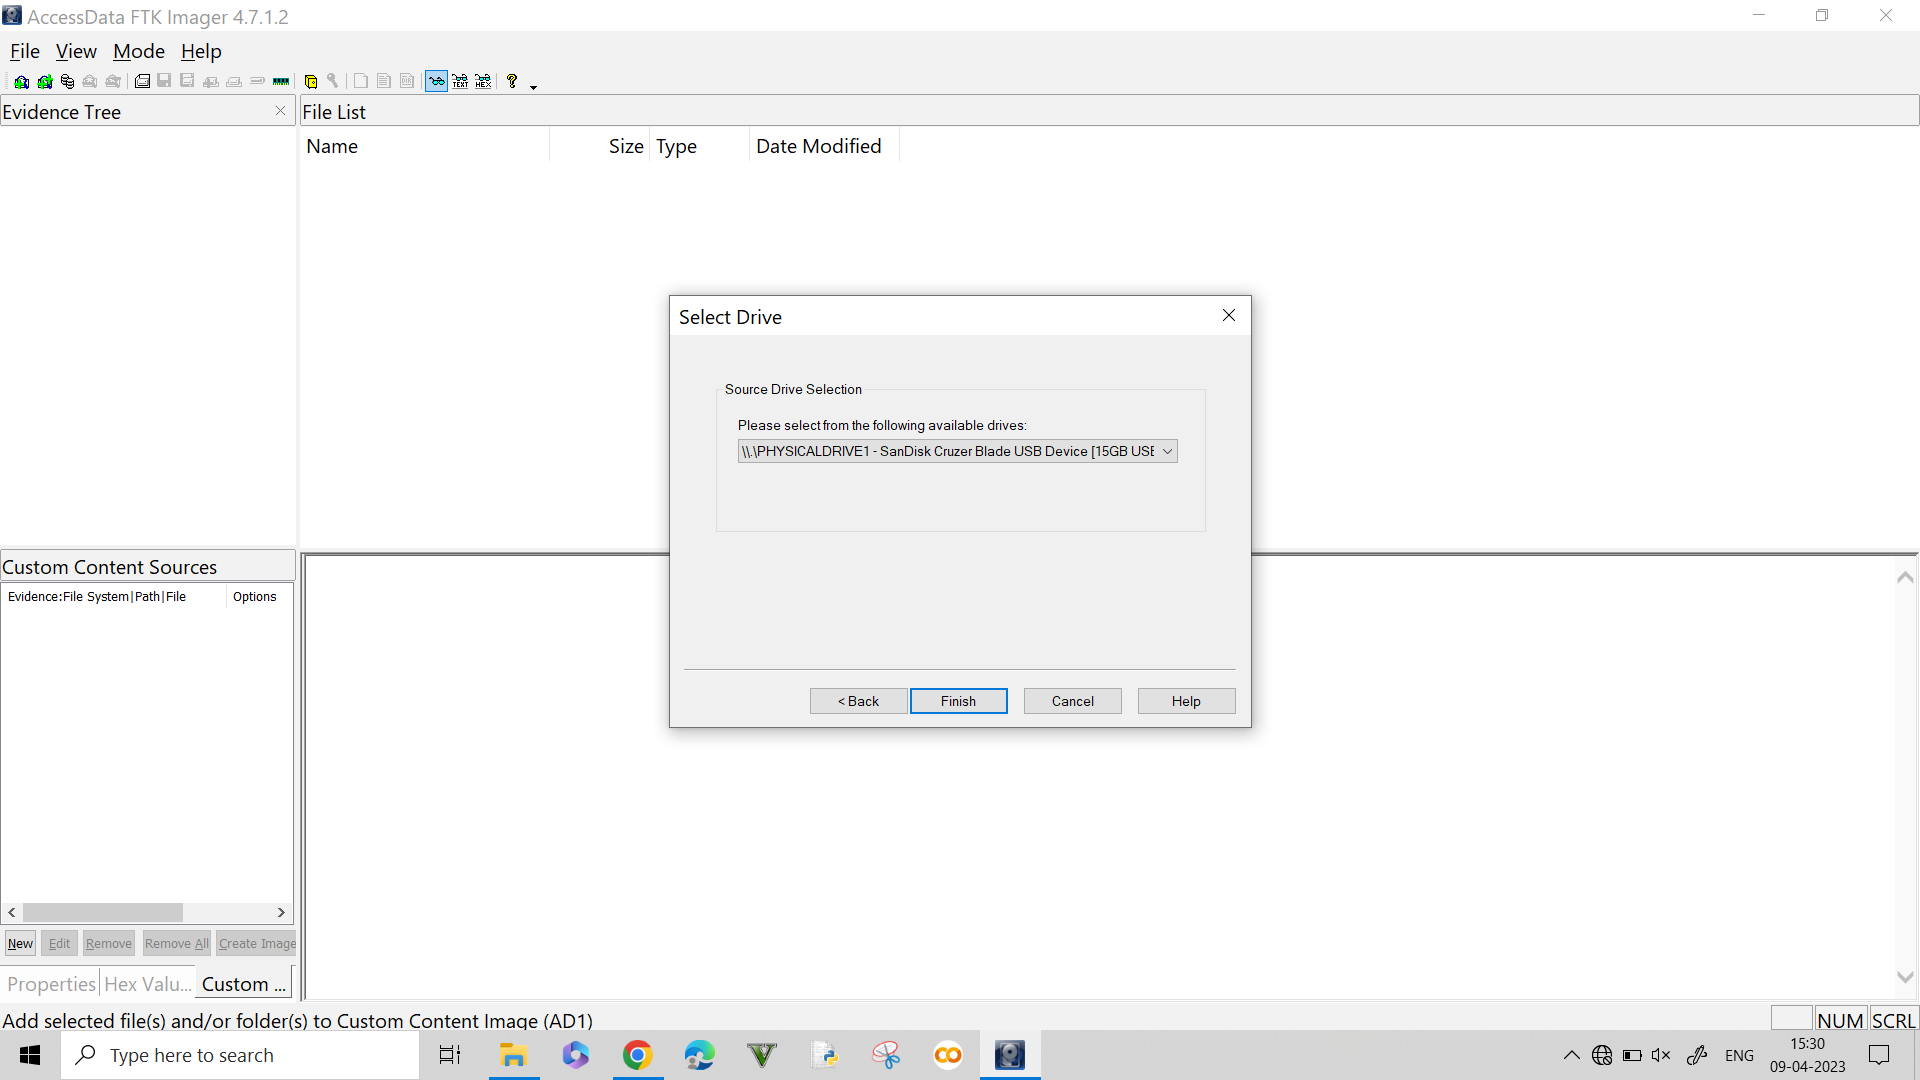 AccessData FTK Imager 4.7.1.2
File View Mode Help
TEXT HEX
Evidence Tree
File List
Name Size Type Date Modified
Select Drive
Source Drive Selection
Please select from the following available drives:
\\.\PHYSICALDRIVE1 - SanDisk Cruzer Blade USB Device [15GB USB
< Back Finish Cancel Help
Custom Content Sources
Evidence:File System|Path|File Options
New Edit Remove Remove All Create Image
Properties Hex Valu... Custom ...
Add selected file(s) and/or folder(s) to Custom Content Image (AD1)
NUM SCRL
Type here to search
ENG
15:30
09-04-2023